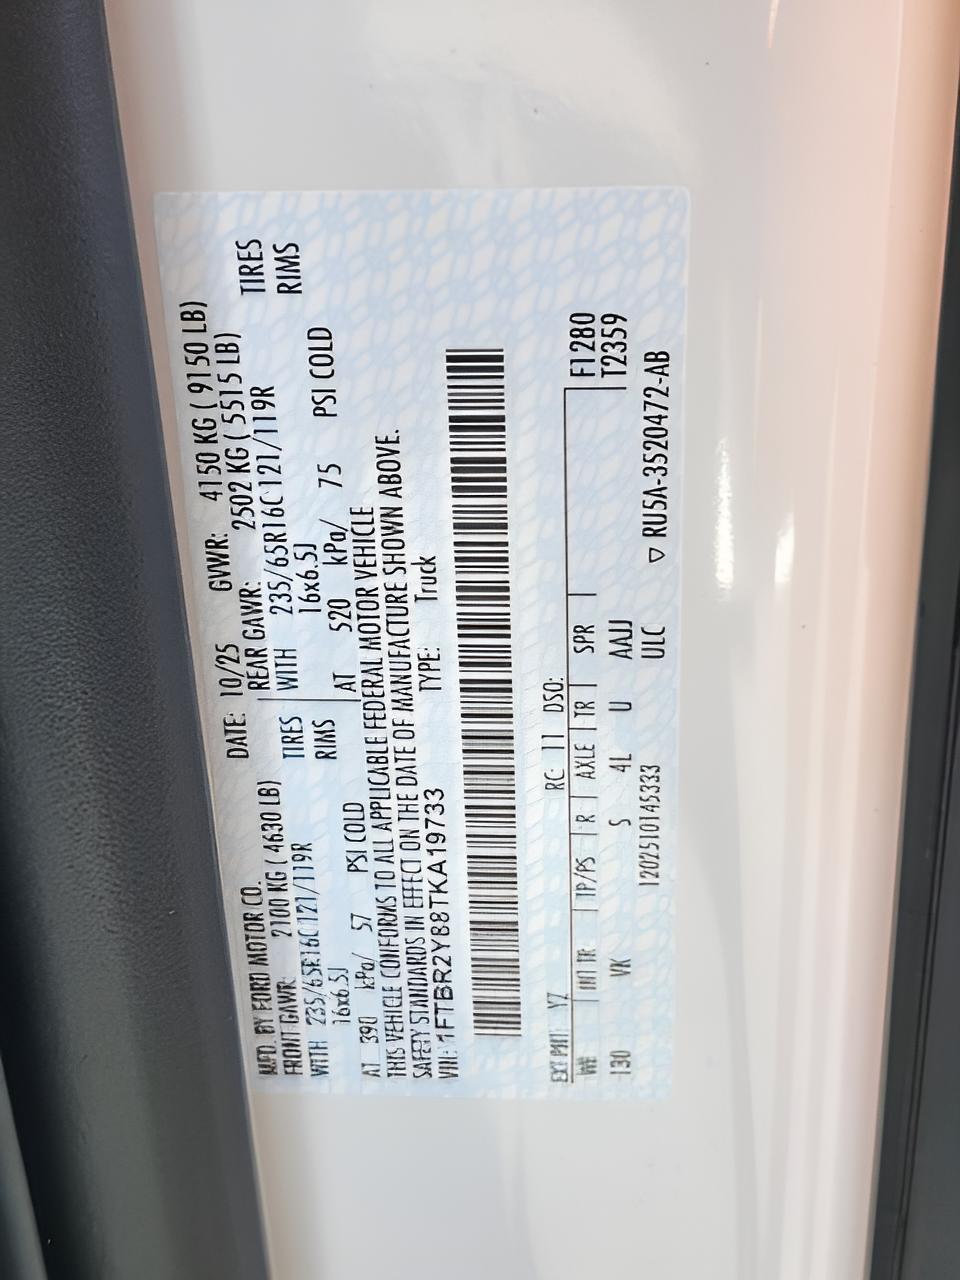 MFD. BY FORD MOTOR CO. DATE: 10/25 GVWR: 4150 KG ( 9150 LB)
FRONT GAWR: 2100 KG ( 4630 LB) REAR GAWR: 2502 KG ( 5515 LB)
WITH 235/65R16C 121/119R TIRES WITH 235/65R16C 121/119R TIRES
16x6.5J RIMS 16x6.5J RIMS
AT 390 kPa/ 57 PSI COLD AT 520 kPa/ 75 PSI COLD
THIS VEHICLE CONFORMS TO ALL APPLICABLE FEDERAL MOTOR VEHICLE
SAFETY STANDARDS IN EFFECT ON THE DATE OF MANUFACTURE SHOWN ABOVE.
VIN: 1FTBR2Y88TKA19733 TYPE: Truck
EXT PNT: YZ RC: 11 DSO:
WB INT TR TP/PS R AXLE TR SPR F1280
130 VK S 4L U AAJJ T2359
1202510145333 ULC ▽ RU5A-3520472-AB